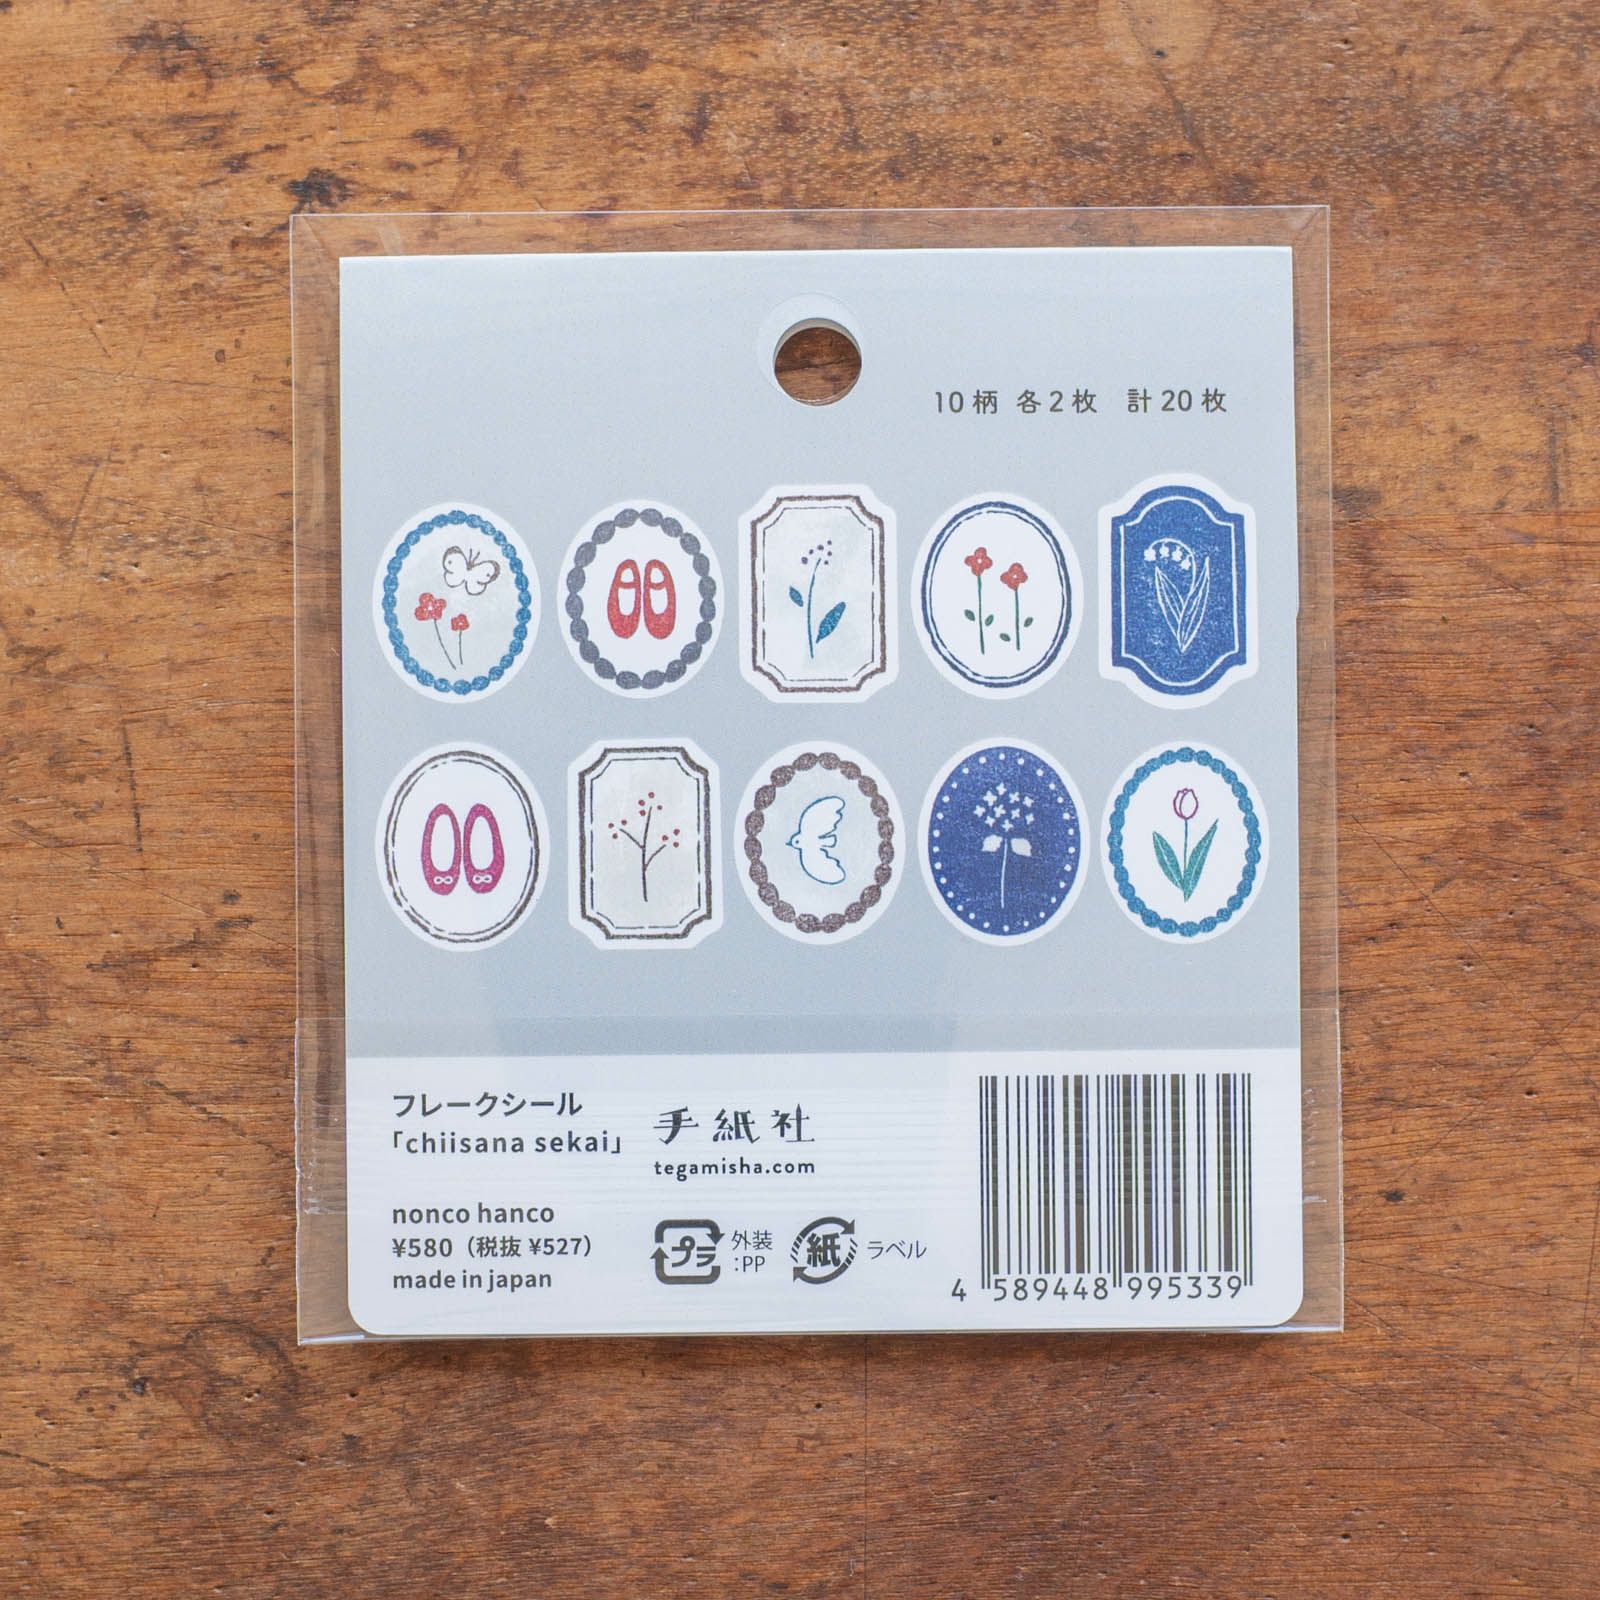 10柄 各2枚 計20枚
フレークシール
「chiisana sekai」
手紙社
tegamisha.com
nonco hanco
¥580（税抜 ¥527）
made in japan
プラ
外装
:PP
紙
ラベル
4 589448 995339